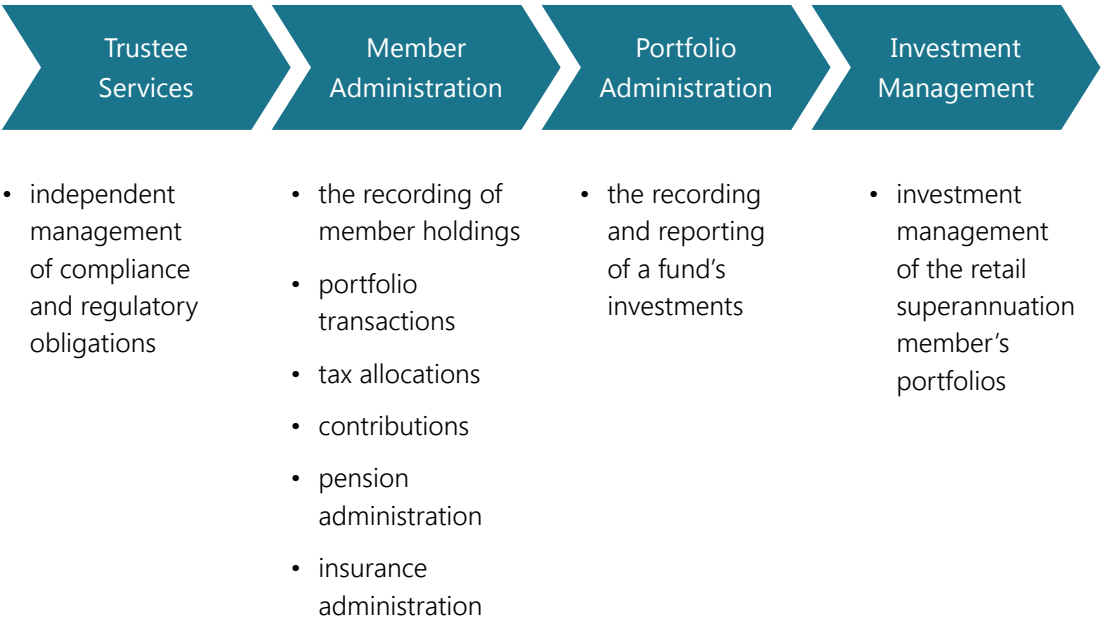 Trustee
Services
Member
Administration
Portfolio
Administration
Investment
Management
• independent
management
of compliance
and regulatory
obligations
• the recording of
member holdings
• portfolio
transactions
• tax allocations
• contributions
• pension
administration
• insurance
administration
• the recording
and reporting
of a fund’s
investments
• investment
management
of the retail
superannuation
member’s
portfolios